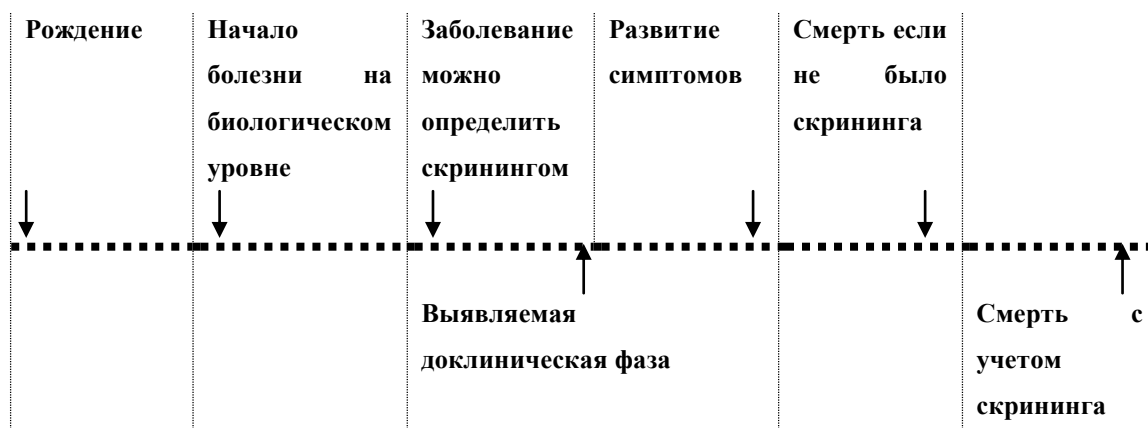 Рождение
Начало
болезни на
биологическом
уровне
Заболевание
можно
определить
скринингом
Развитие
симптомов
Смерть если
не было
скрининга
Выявляемая
доклиническая фаза
Смерть с
учетом
скрининга